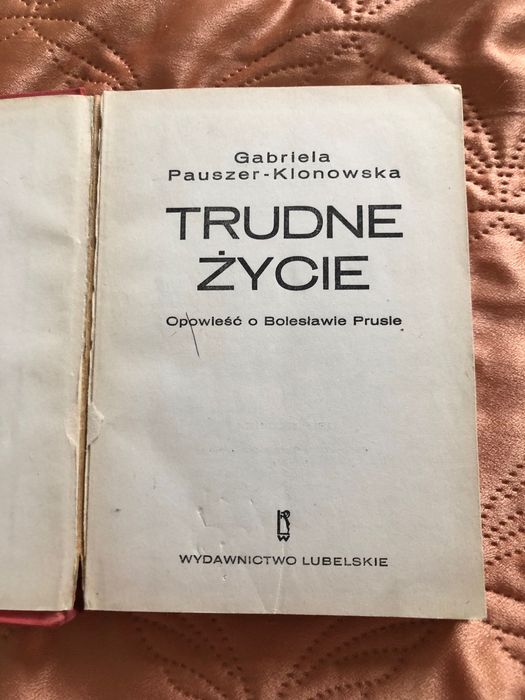 Gabriela
Pauszer-Klonowska
TRUDNE
ŻYCIE
Opowieść o Bolesławie Prusie
WYDAWNICTWO LUBELSKIE